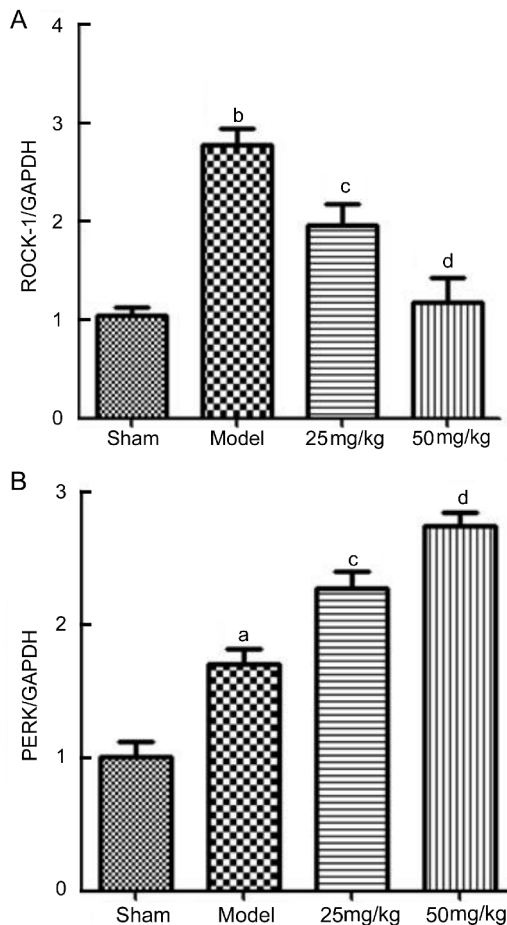 A
4
3
2
1
0
ROCK-1/GAPDH
b
c
d
Sham Model 25mg/kg 50mg/kg
B
3
2
1
0
PERK/GAPDH
a
c
d
Sham Model 25mg/kg 50mg/kg